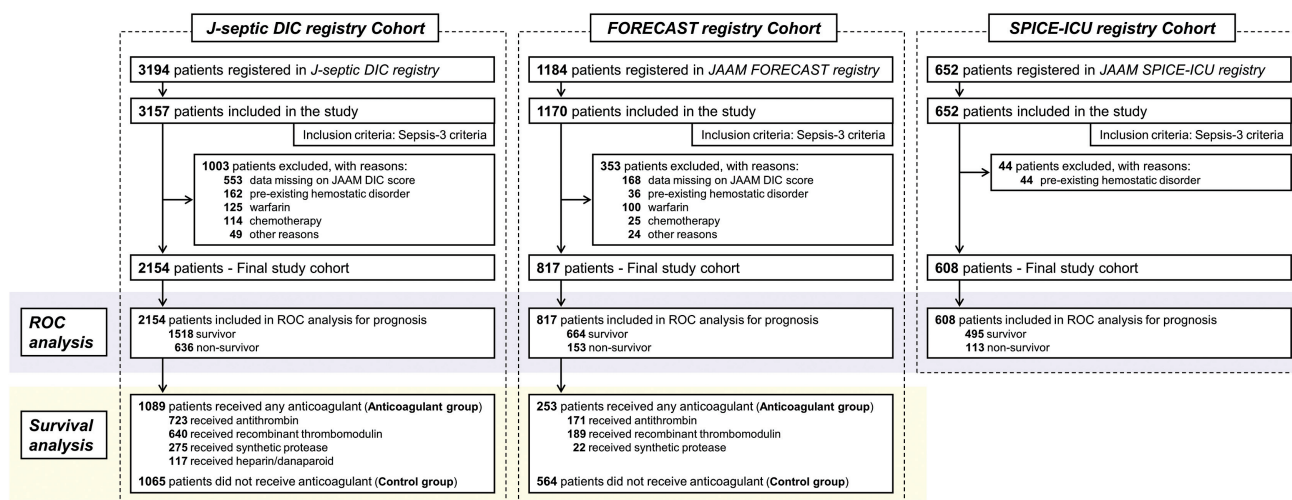 J-septic DIC registry Cohort
3194 patients registered in J-septic DIC registry
3157 patients included in the study
Inclusion criteria: Sepsis-3 criteria
1003 patients excluded, with reasons:
553 data missing on JAAM DIC score
162 pre-existing hemostatic disorder
125 warfarin
114 chemotherapy
49 other reasons
2154 patients - Final study cohort
FORECAST registry Cohort
1184 patients registered in JAAM FORECAST registry
1170 patients included in the study
Inclusion criteria: Sepsis-3 criteria
353 patients excluded, with reasons:
168 data missing on JAAM DIC score
36 pre-existing hemostatic disorder
100 warfarin
25 chemotherapy
24 other reasons
817 patients - Final study cohort
SPICE-ICU registry Cohort
652 patients registered in JAAM SPICE-ICU registry
652 patients included in the study
Inclusion criteria: Sepsis-3 criteria
44 patients excluded, with reasons:
44 pre-existing hemostatic disorder
608 patients - Final study cohort
ROC
analysis
2154 patients included in ROC analysis for prognosis
1518 survivor
636 non-survivor
817 patients included in ROC analysis for prognosis
664 survivor
153 non-survivor
608 patients included in ROC analysis for prognosis
495 survivor
113 non-survivor
Survival
analysis
1089 patients received any anticoagulant (Anticoagulant group)
723 received antithrombin
640 received recombinant thrombomodulin
275 received synthetic protease
117 received heparin/danaparoid
1065 patients did not receive anticoagulant (Control group)
253 patients received any anticoagulant (Anticoagulant group)
171 received antithrombin
189 received recombinant thrombomodulin
22 received synthetic protease
564 patients did not receive anticoagulant (Control group)